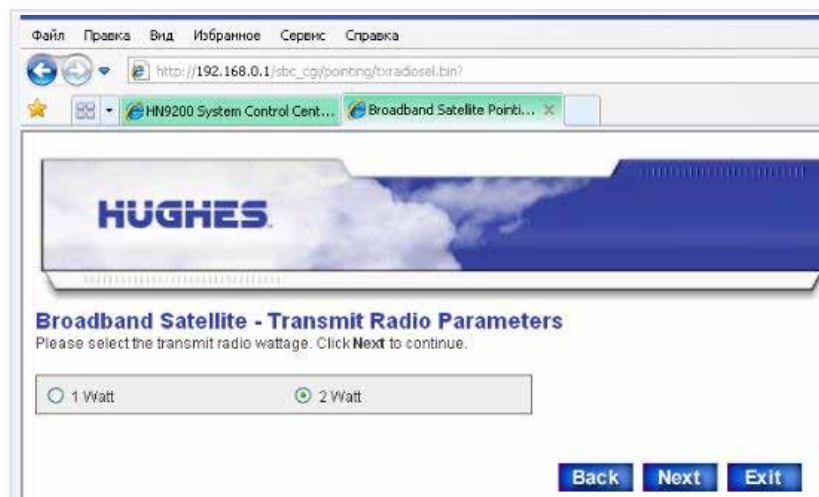 Файл Правка Вид Избранное Сервис Справка
http://192.168.0.1/sbc_cg/pointing/txradiosel.bin?
HN9200 System Control Cent... Broadband Satellite Pointi...
HUGHES
Broadband Satellite - Transmit Radio Parameters
Please select the transmit radio wattage. Click Next to continue.
1 Watt 2 Watt
Back Next Exit